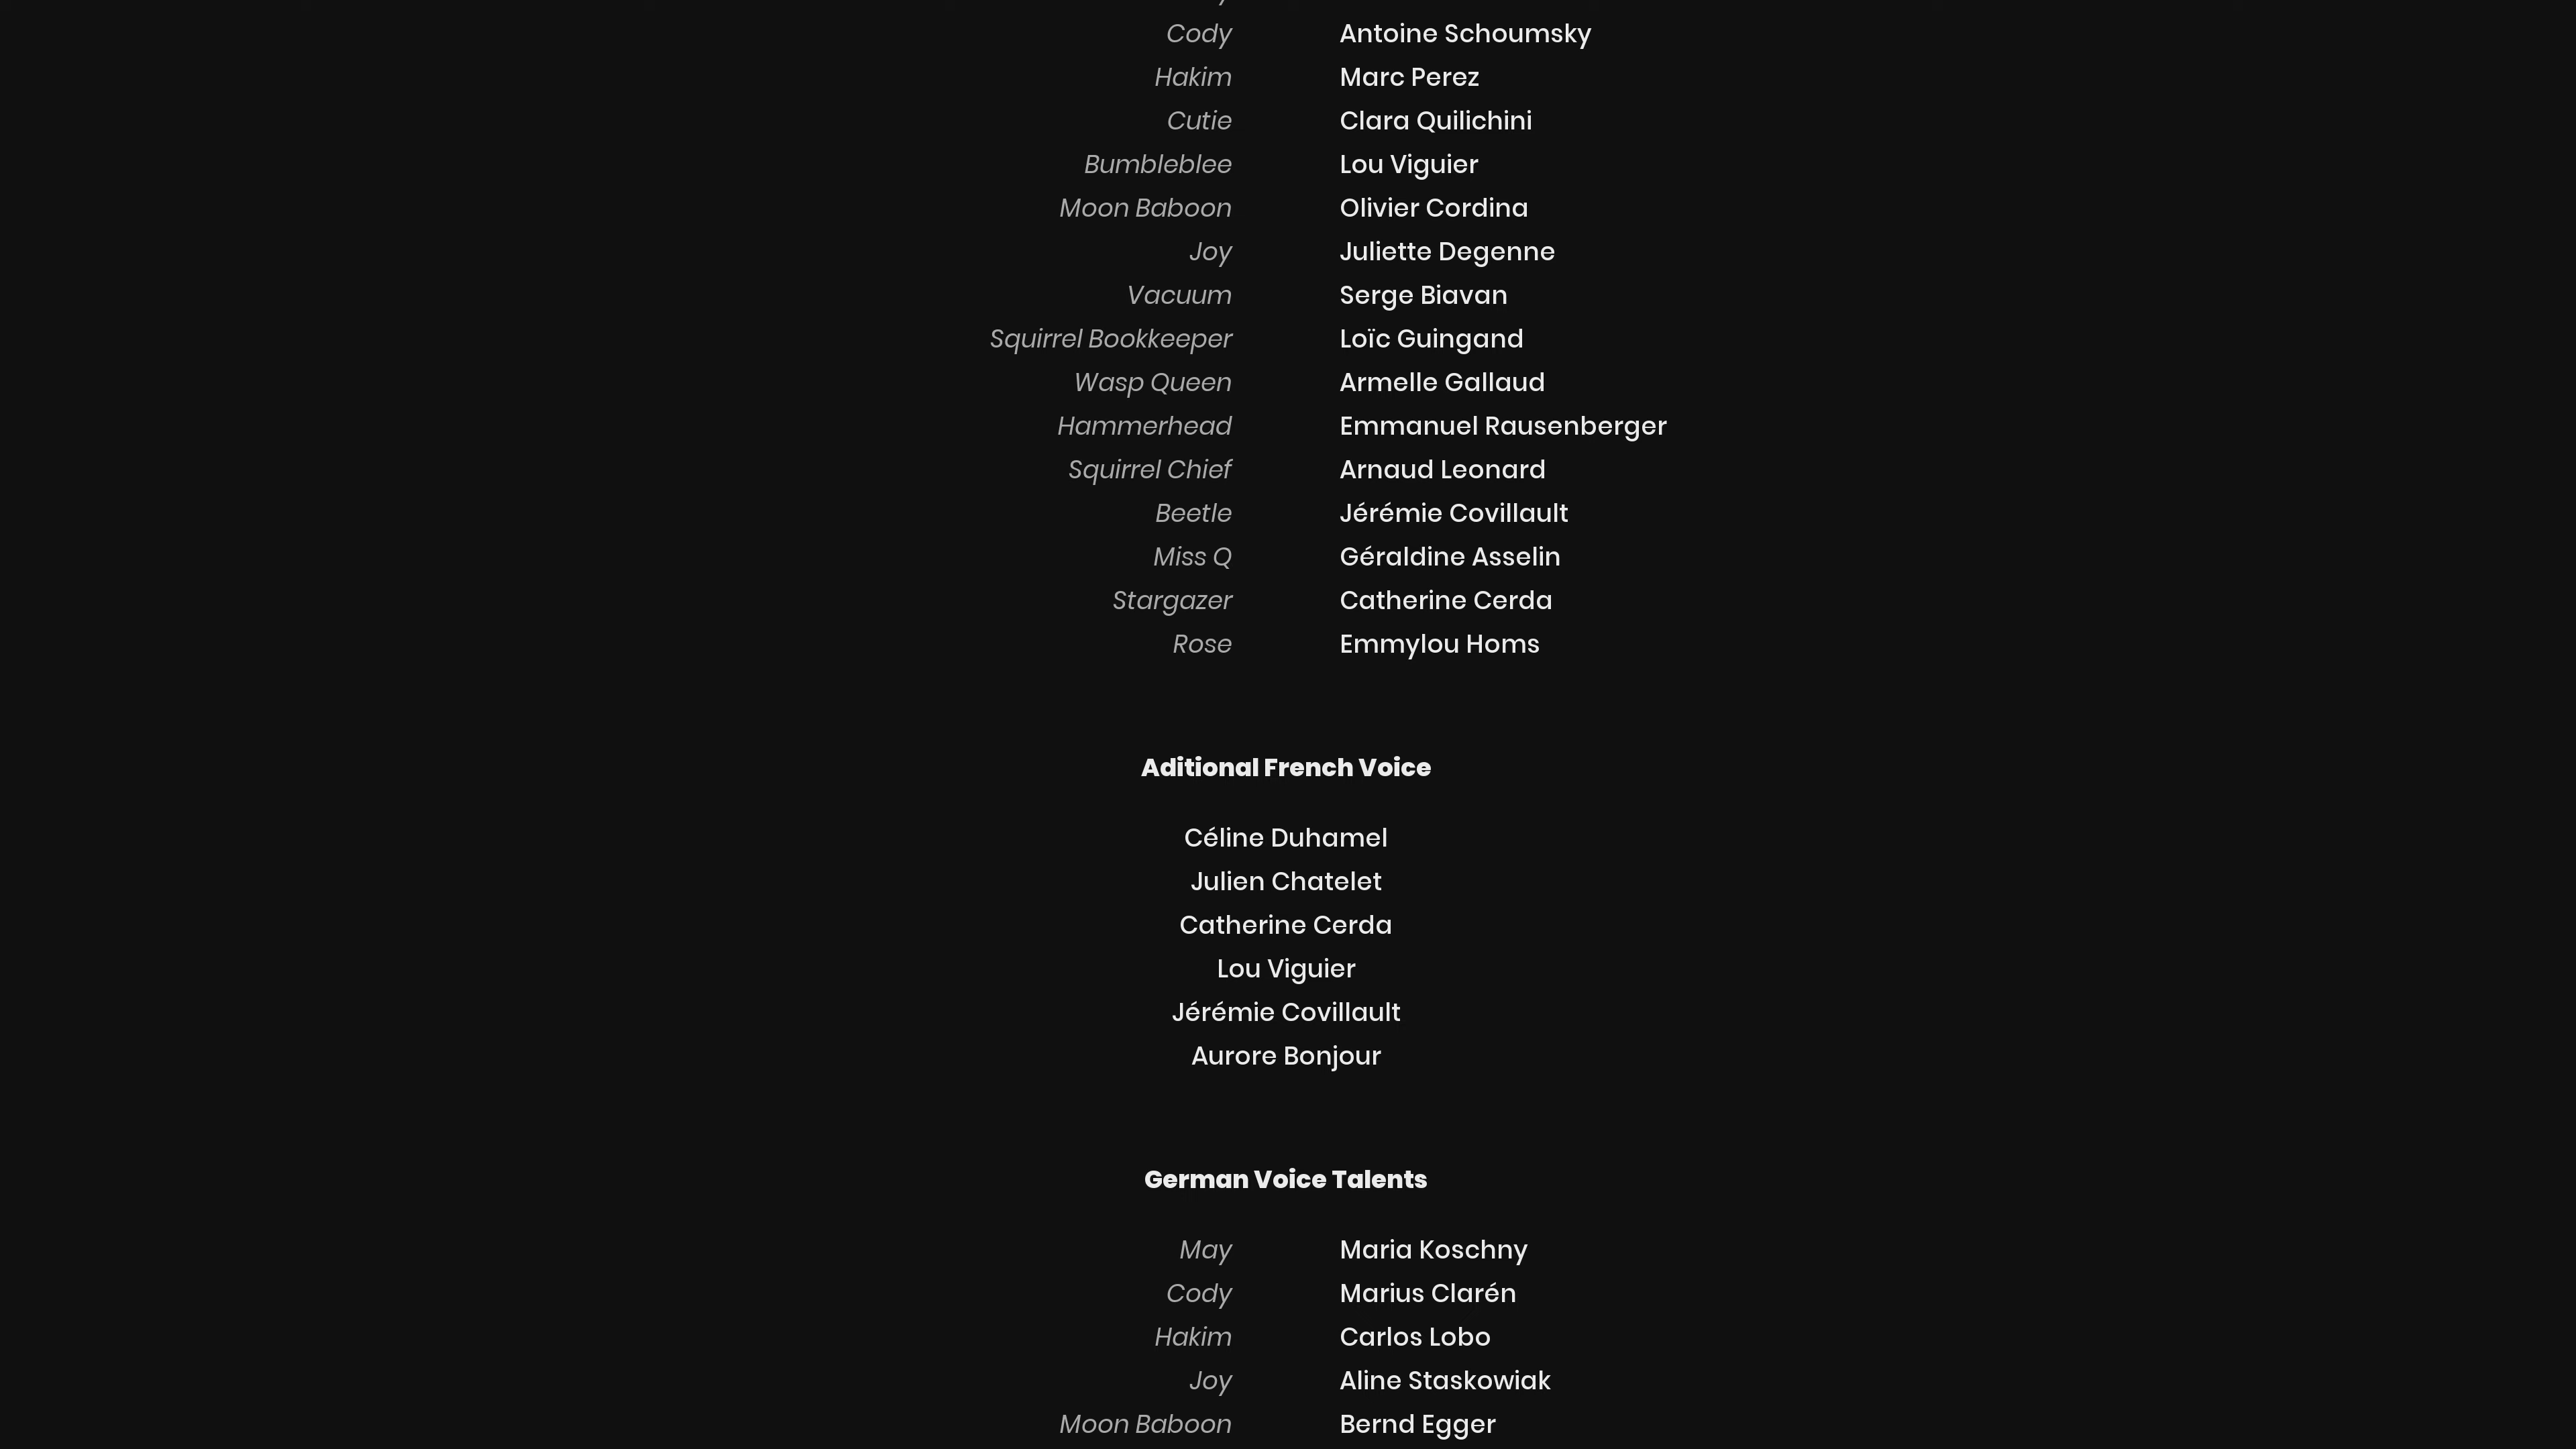 Cody Antoine Schoumsky
Hakim Marc Perez
Cutie Clara Quilichini
Bumbleblee Lou Viguier
Moon Baboon Olivier Cordina
Joy Juliette Degenne
Vacuum Serge Biavan
Squirrel Bookkeeper Loïc Guingand
Wasp Queen Armelle Gallaud
Hammerhead Emmanuel Rausenberger
Squirrel Chief Arnaud Leonard
Beetle Jérémie Covillault
Miss Q Géraldine Asselin
Stargazer Catherine Cerda
Rose Emmylou Homs
Aditional French Voice
Céline Duhamel
Julien Chatelet
Catherine Cerda
Lou Viguier
Jérémie Covillault
Aurore Bonjour
German Voice Talents
May Maria Koschny
Cody Marius Clarén
Hakim Carlos Lobo
Joy Aline Staskowiak
Moon Baboon Bernd Egger